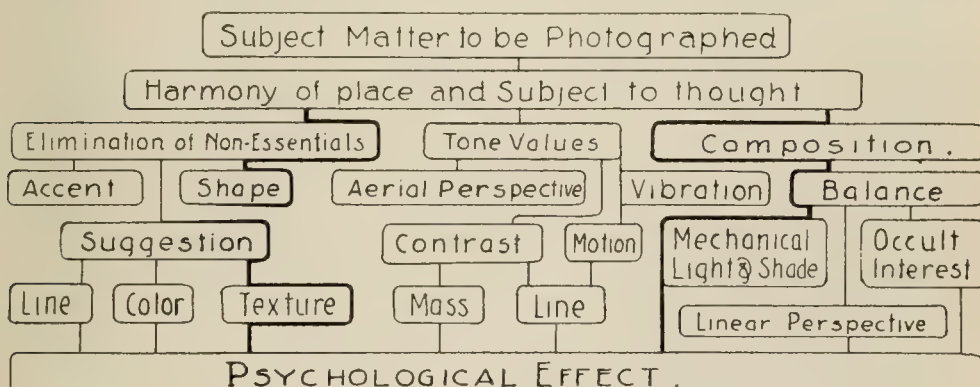 Subject Matter to be Photographed
Harmony of place and Subject to thought
Elimination of Non-Essentials
Tone Values
Composition.
Accent
Shape
Aerial Perspective
Vibration
Balance
Suggestion
Contrast
Motion
Mechanical
Light & Shade
Occult
Interest
Line
Color
Texture
Mass
Line
Linear Perspective
PSYCHOLOGICAL EFFECT.